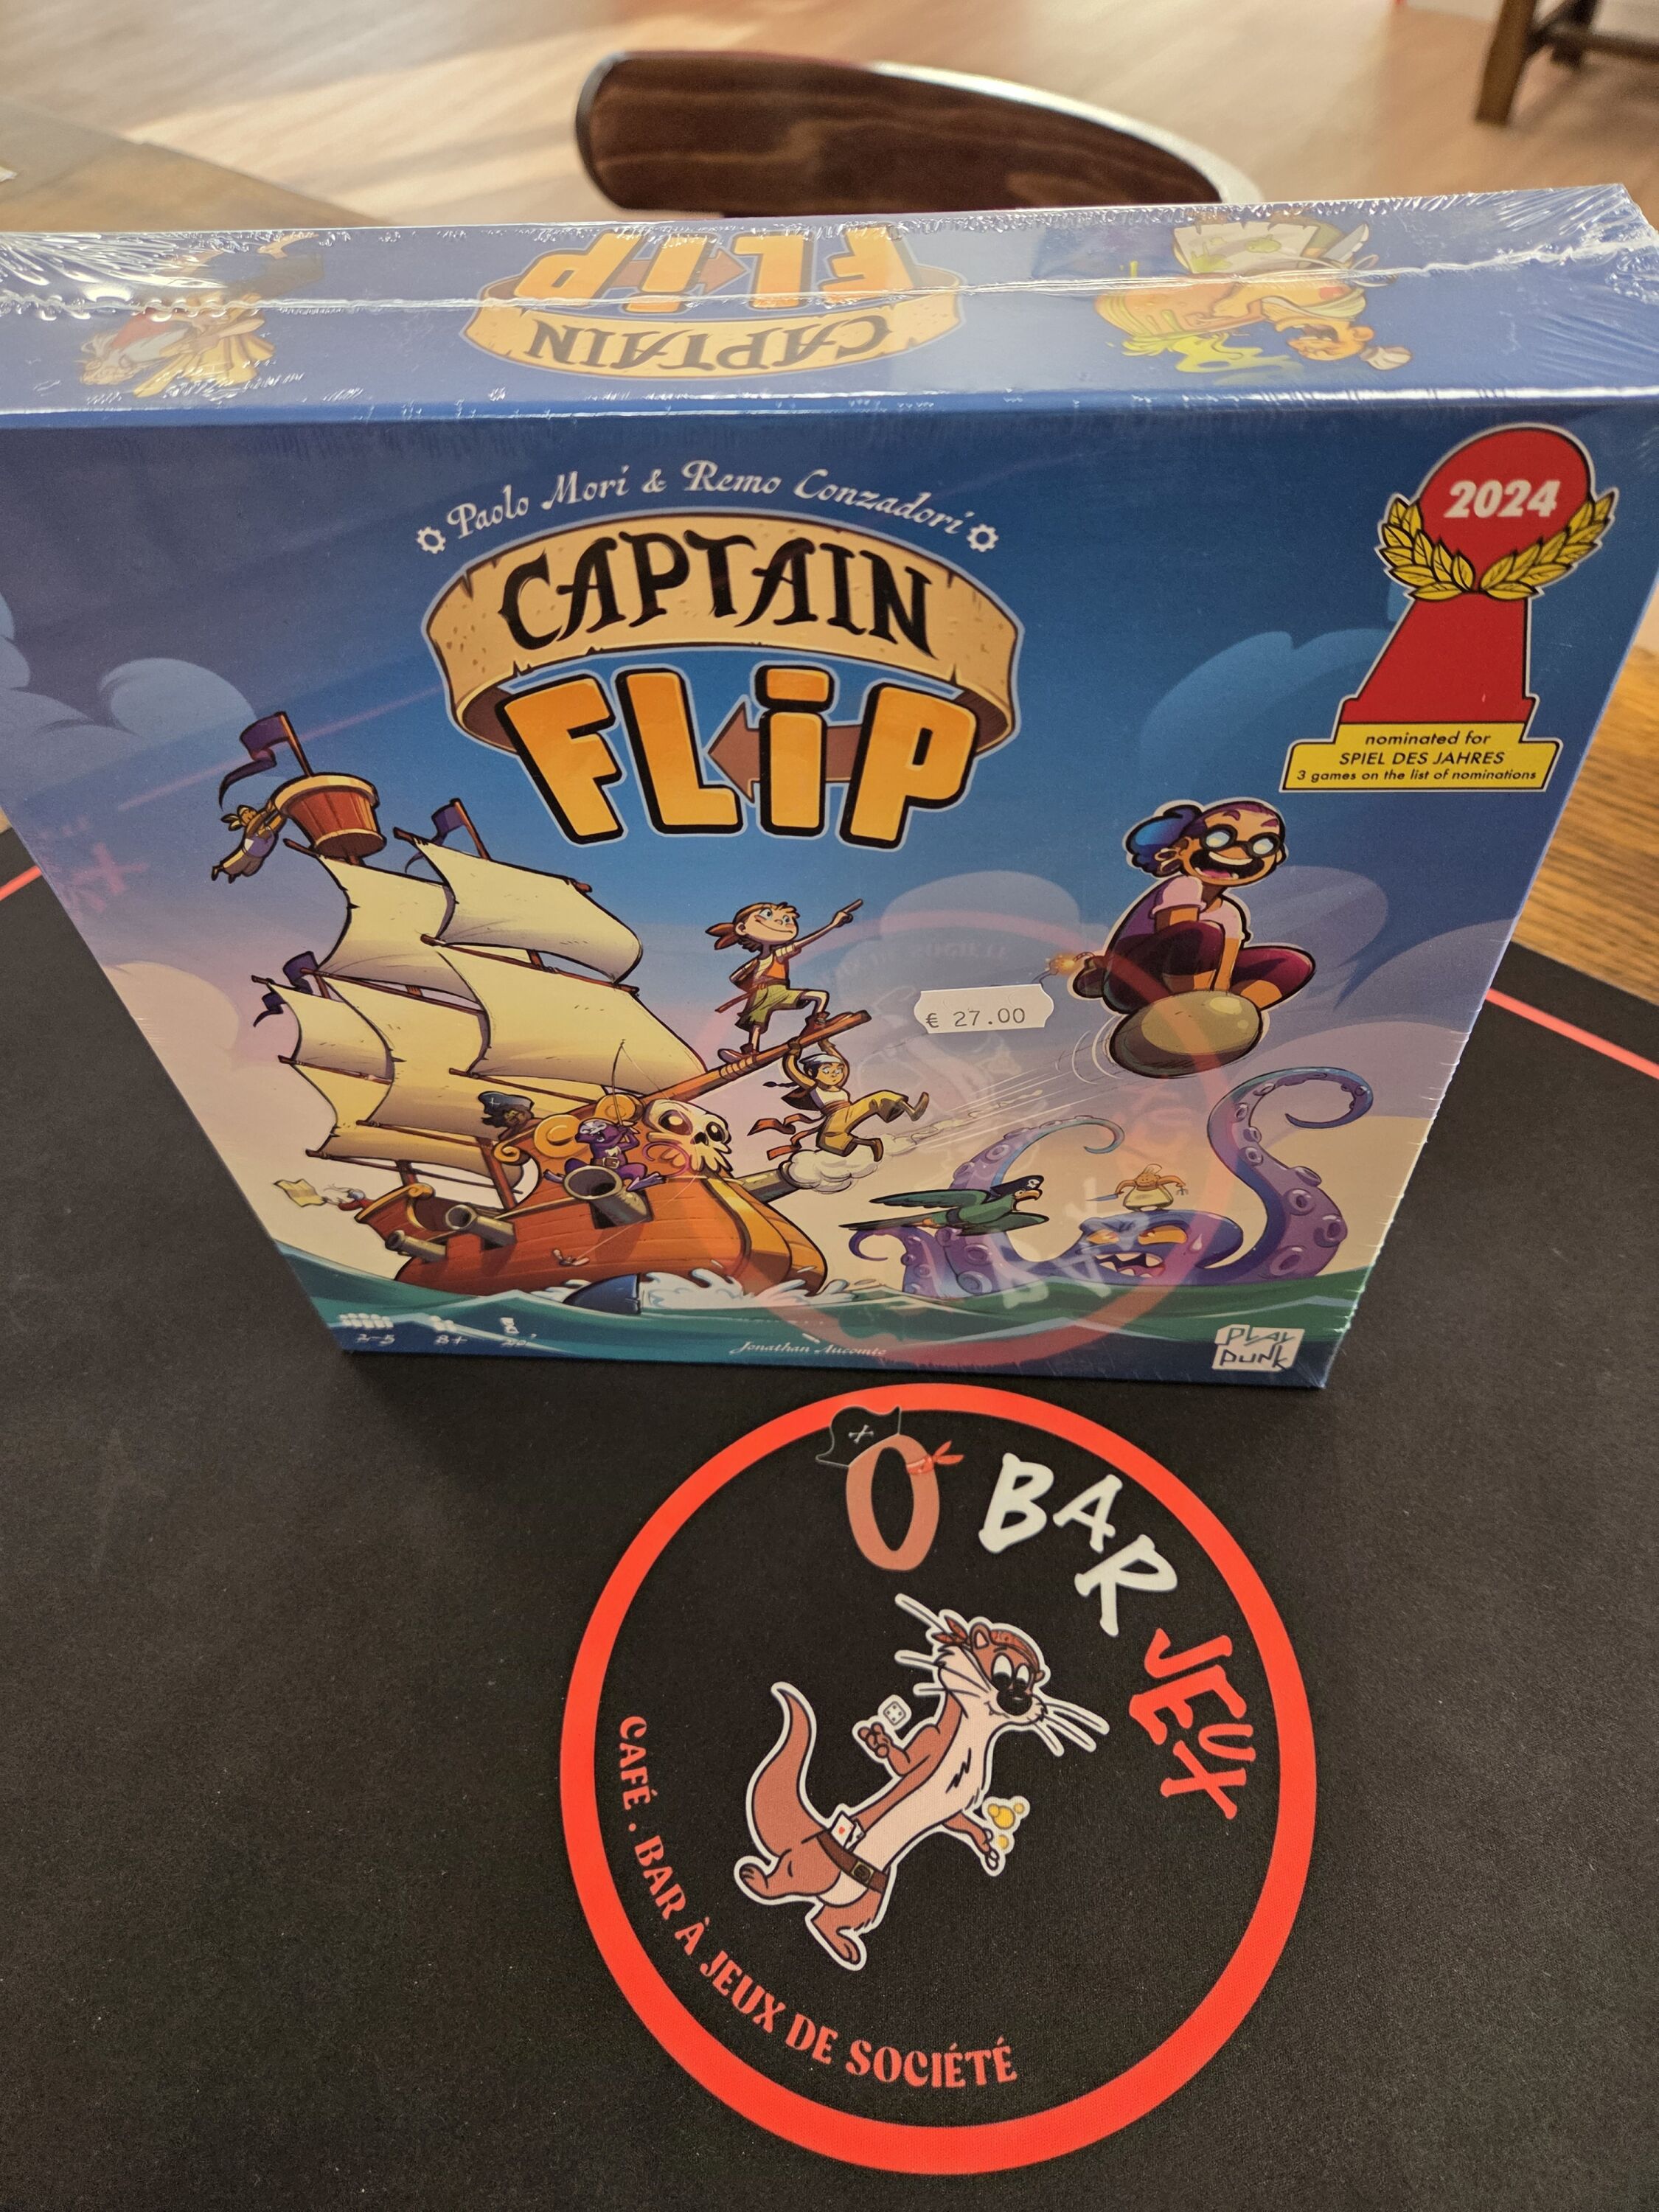 FLiP
CAPTAIN
Paolo Mori & Remo Conzadori
CAPTAIN
FLiP
2024
nominated for
SPIEL DES JAHRES
3 games on the list of nominations
€ 27.00
2-5 8+ 20'
Jonathan Aucomte
PLAY
PUNK
Ô BAR JEUX
CAFÉ . BAR À JEUX DE SOCIÉTÉ